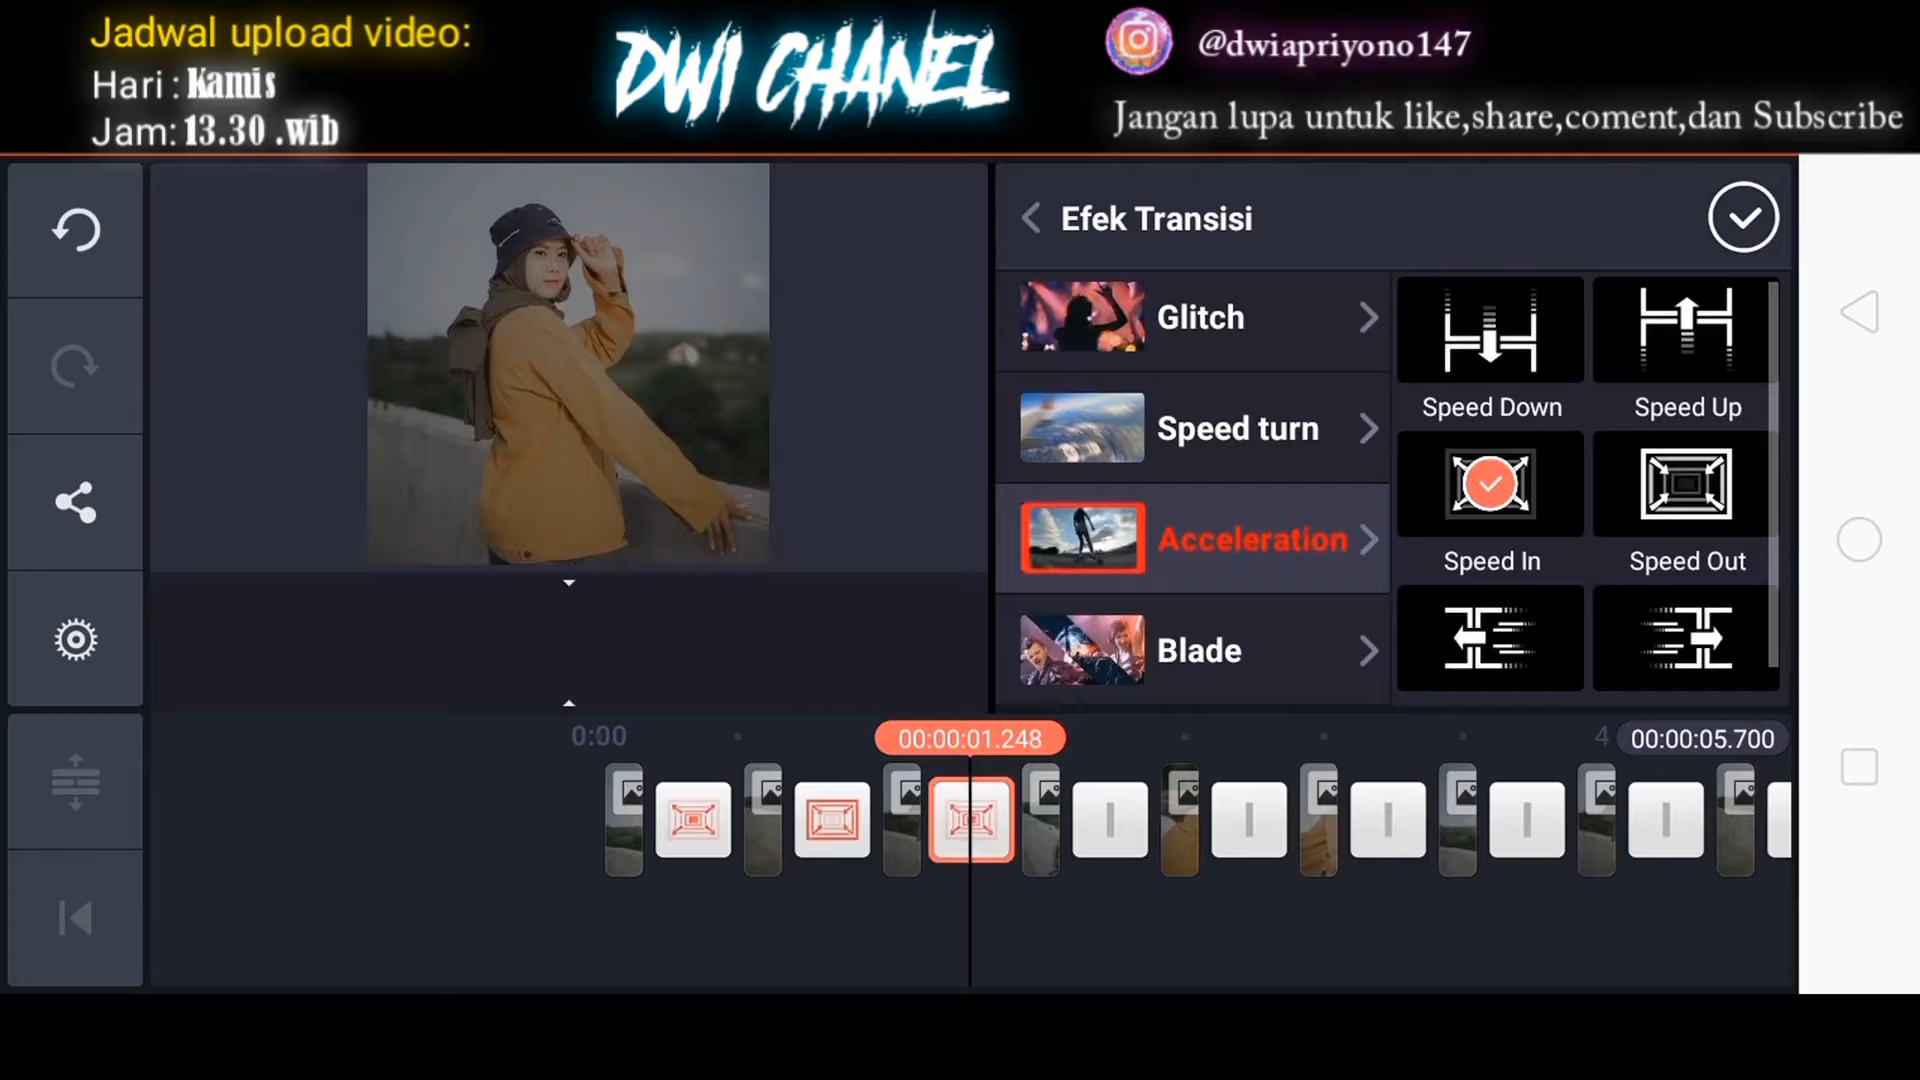 Jadwal upload video:
Hari : Kamis
Jam: 13.30 .wib
DWI CHANEL
@dwiapriyono147
Jangan lupa untuk like,share,coment,dan Subscribe
Efek Transisi
Glitch
Speed turn
Acceleration
Blade
Speed Down
Speed Up
Speed In
Speed Out
0:00
00:00:01.248
4
00:00:05.700